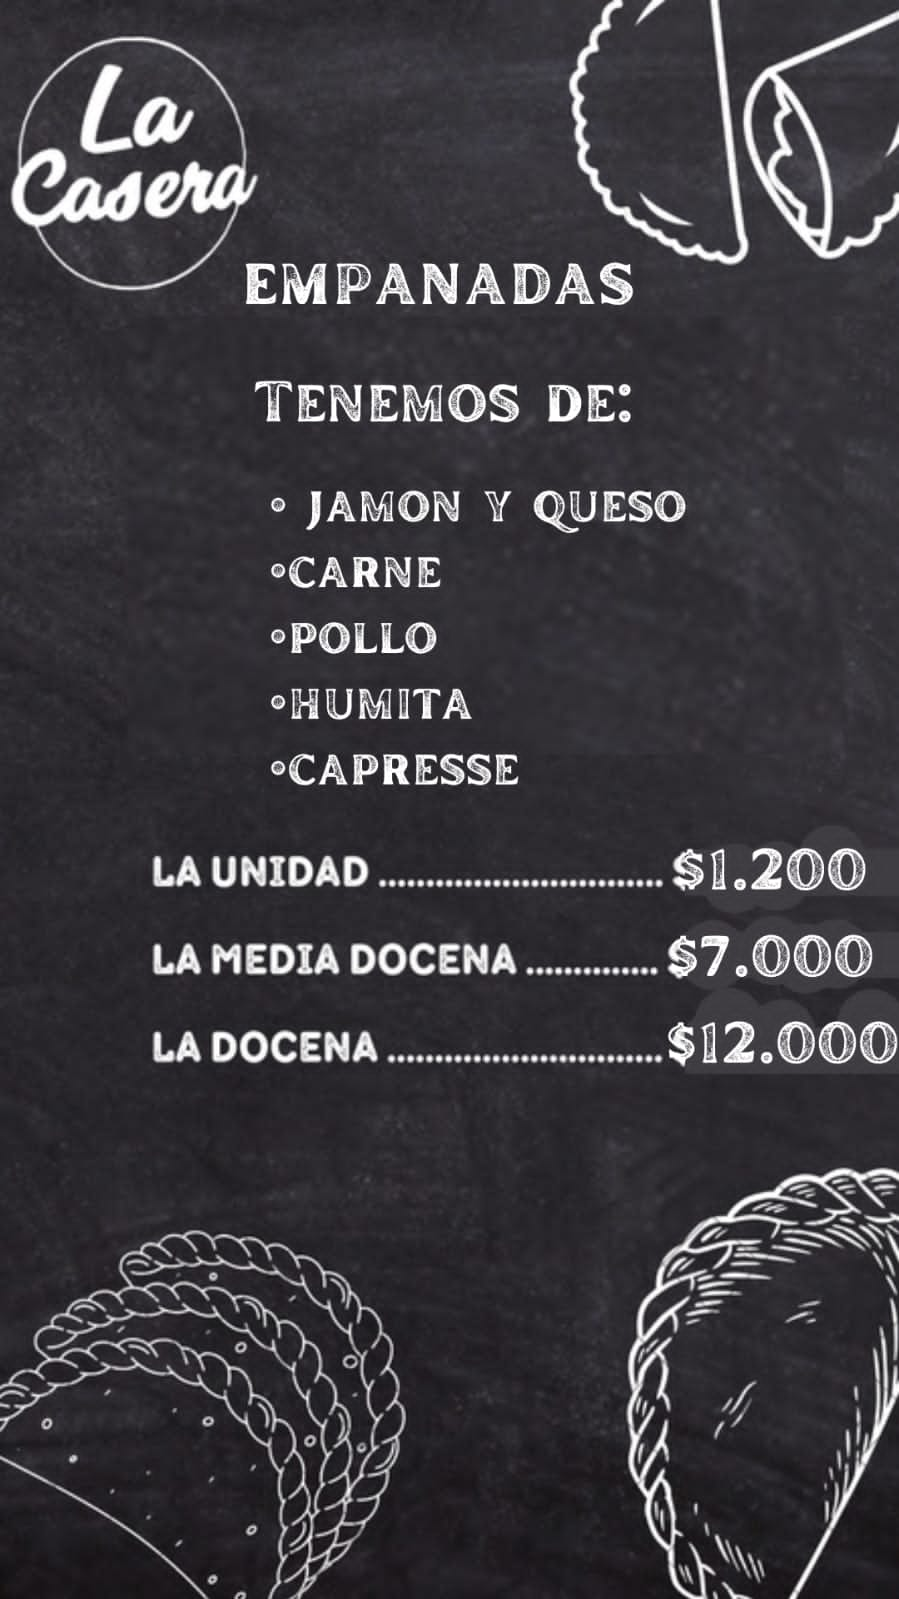 La
Casera
EMPANADAS
TENEMOS DE:
• JAMON Y QUESO
•CARNE
•POLLO
•HUMITA
•CAPRESSE
LA UNIDAD ................................ $1.200
LA MEDIA DOCENA ............... $7.000
LA DOCENA ...............................$12.000